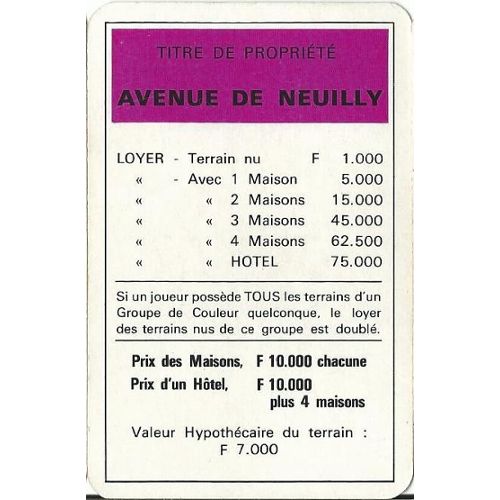 TITRE DE PROPRIÉTÉ
AVENUE DE NEUILLY
LOYER - Terrain nu F 1.000
« - Avec 1 Maison 5.000
« « 2 Maisons 15.000
« « 3 Maisons 45.000
« « 4 Maisons 62.500
« « HOTEL 75.000
Si un joueur possède TOUS les terrains d'un
Groupe de Couleur quelconque, le loyer
des terrains nus de ce groupe est doublé.
Prix des Maisons, F 10.000 chacune
Prix d'un Hôtel, F 10.000
plus 4 maisons
Valeur Hypothécaire du terrain :
F 7.000